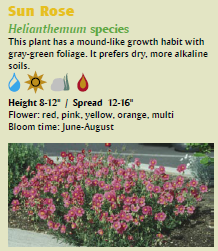 Sun Rose
Helianthemum species
This plant has a mound-like growth habit with
gray-green foliage. It prefers dry, more alkaline
soils.
Height 8-12" / Spread 12-16"
Flower: red, pink, yellow, orange, multi
Bloom time: June-August